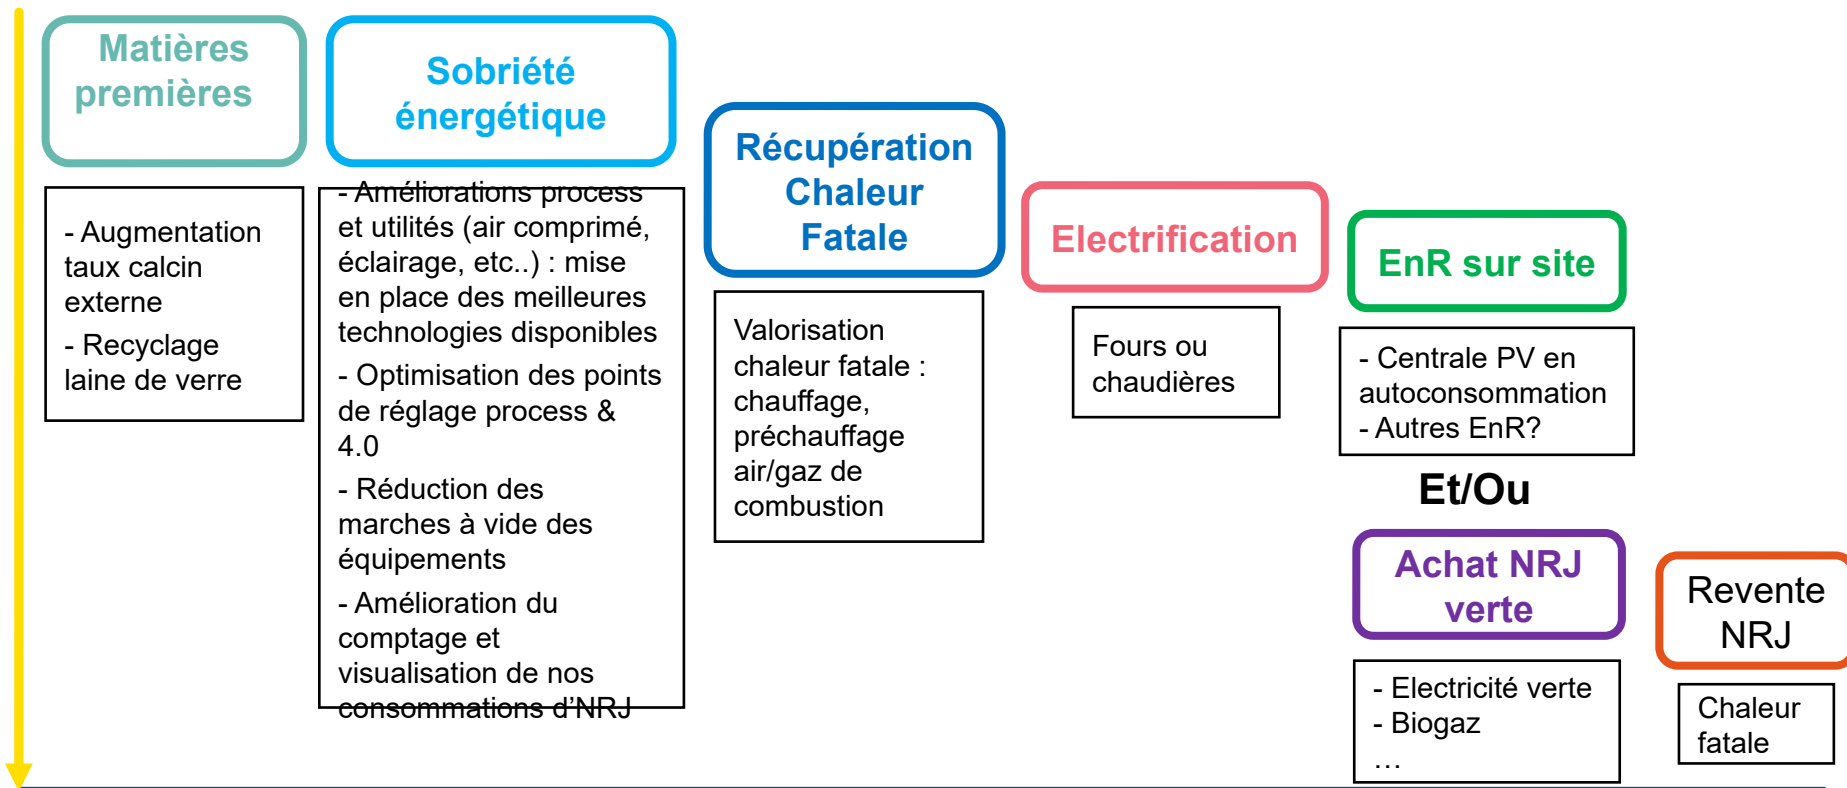 Matières
premières
- Augmentation
taux calcin
externe
- Recyclage
laine de verre
Sobriété
énergétique
- Améliorations process
et utilités (air comprimé,
éclairage, etc..) : mise
en place des meilleures
technologies disponibles
- Optimisation des points
de réglage process &
4.0
- Réduction des
marches à vide des
équipements
- Amélioration du
comptage et
visualisation de nos
consommations d’NRJ
Récupération
Chaleur
Fatale
Valorisation
chaleur fatale :
chauffage,
préchauffage
air/gaz de
combustion
Electrification
Fours ou
chaudières
EnR sur site
- Centrale PV en
autoconsommation
- Autres EnR?
Et/Ou
Achat NRJ
verte
- Electricité verte
- Biogaz
…
Revente
NRJ
Chaleur
fatale